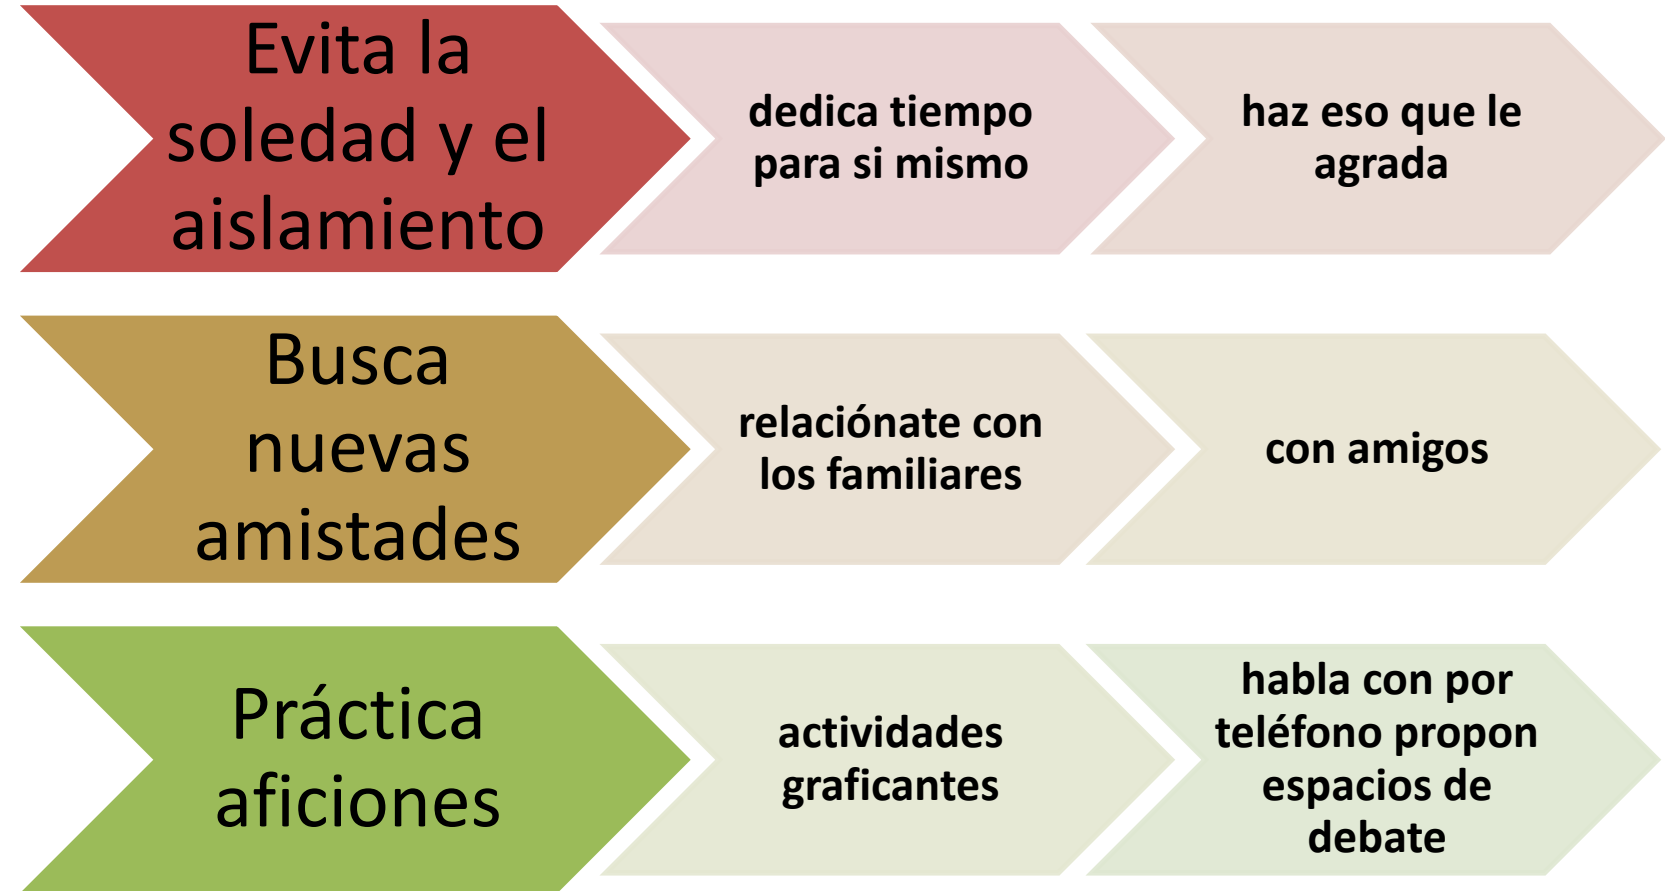 Evita la
soledad y el
aislamiento
dedica tiempo
para si mismo
haz eso que le
agrada
Busca
nuevas
amistades
relaciónate con
los familiares
con amigos
Práctica
aficiones
actividades
graficantes
habla con por
teléfono propon
espacios de
debate